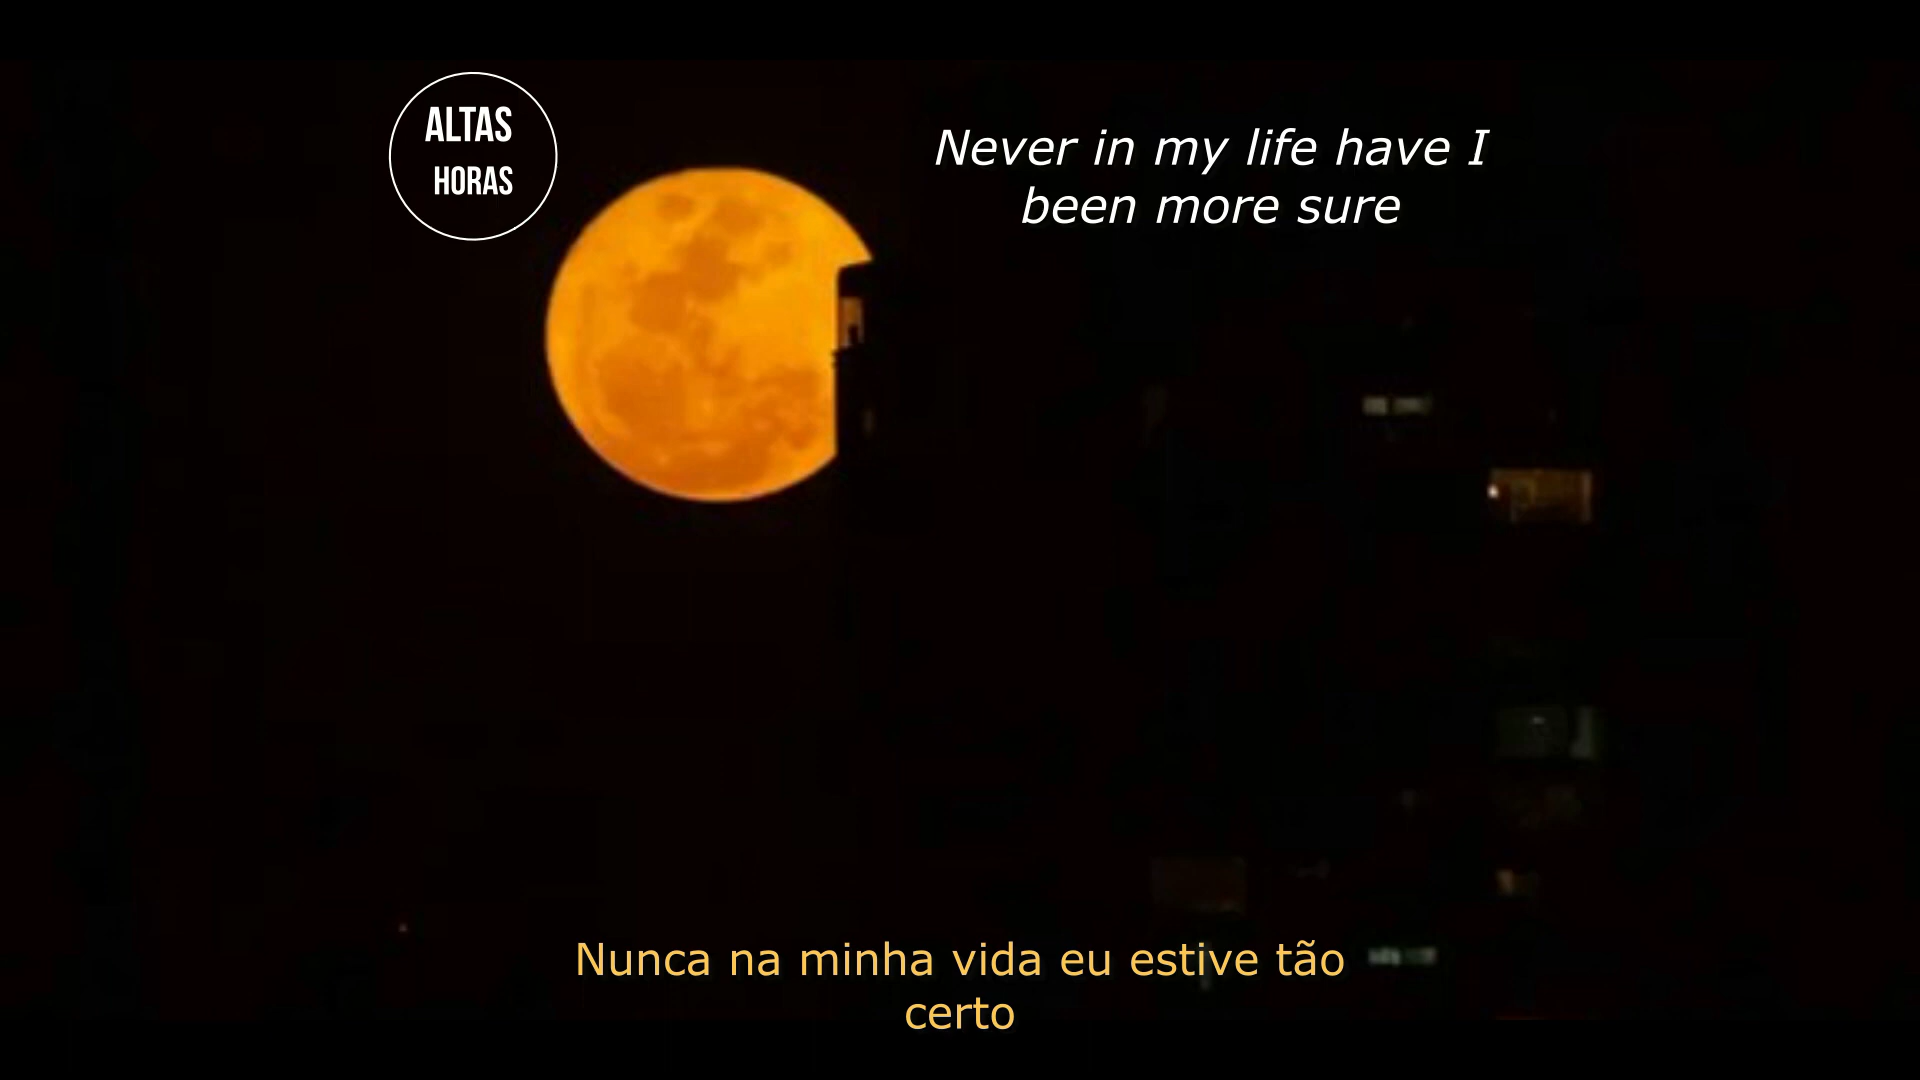 ALTAS
HORAS
Never in my life have I
been more sure
Nunca na minha vida eu estive tão
certo